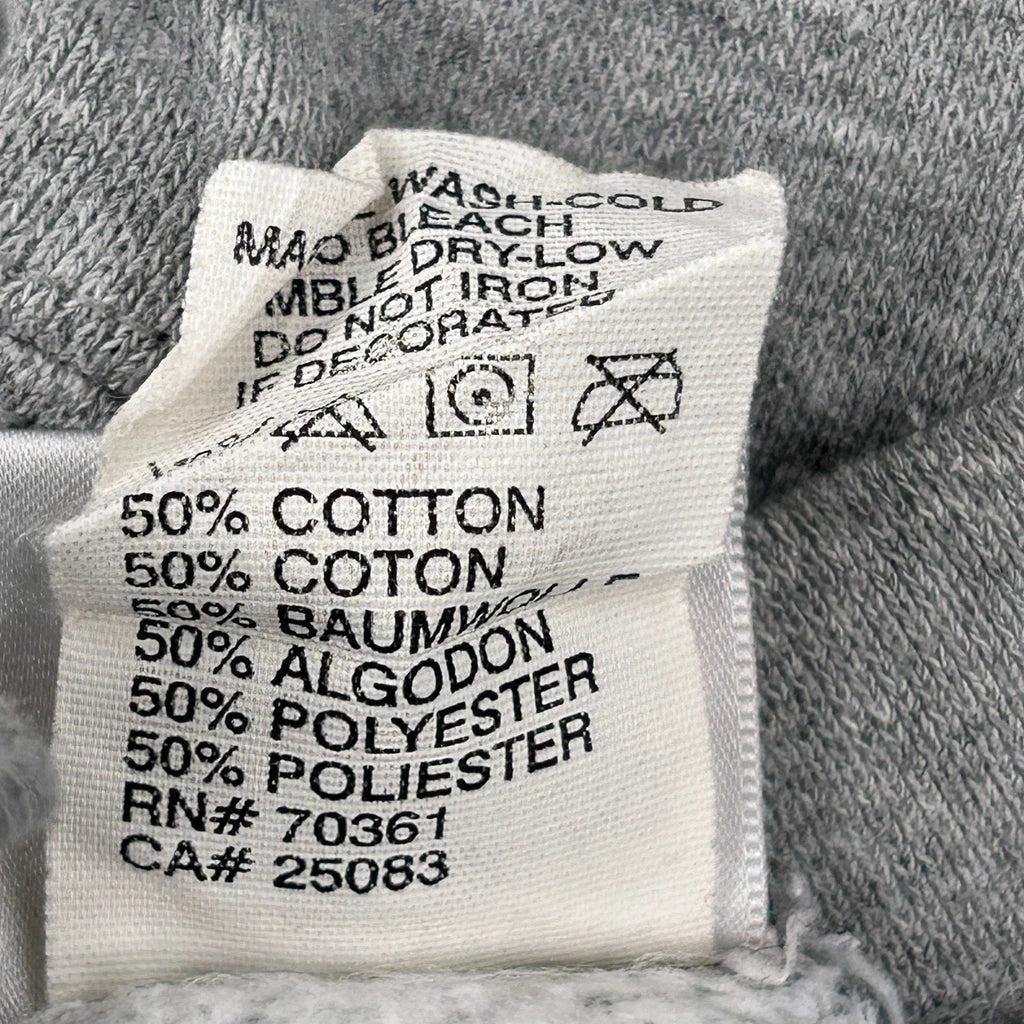 WASH-COLD
BLEACH
DRY-LOW
DO NOT IRON
IF DECORATED
50% COTTON
50% COTON
50% BAUMWOLLE
50% ALGODON
50% POLYESTER
50% POLIESTER
RN# 70361
CA# 25083